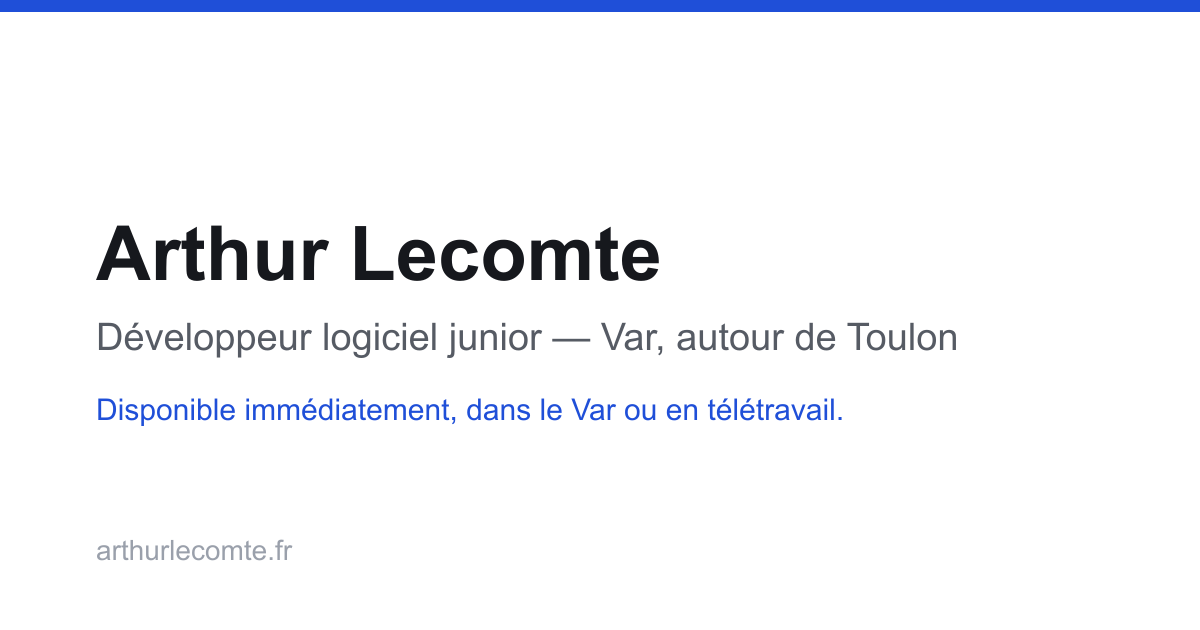 Arthur Lecomte
Développeur logiciel junior — Var, autour de Toulon
Disponible immédiatement, dans le Var ou en télétravail.
arthurlecomte.fr